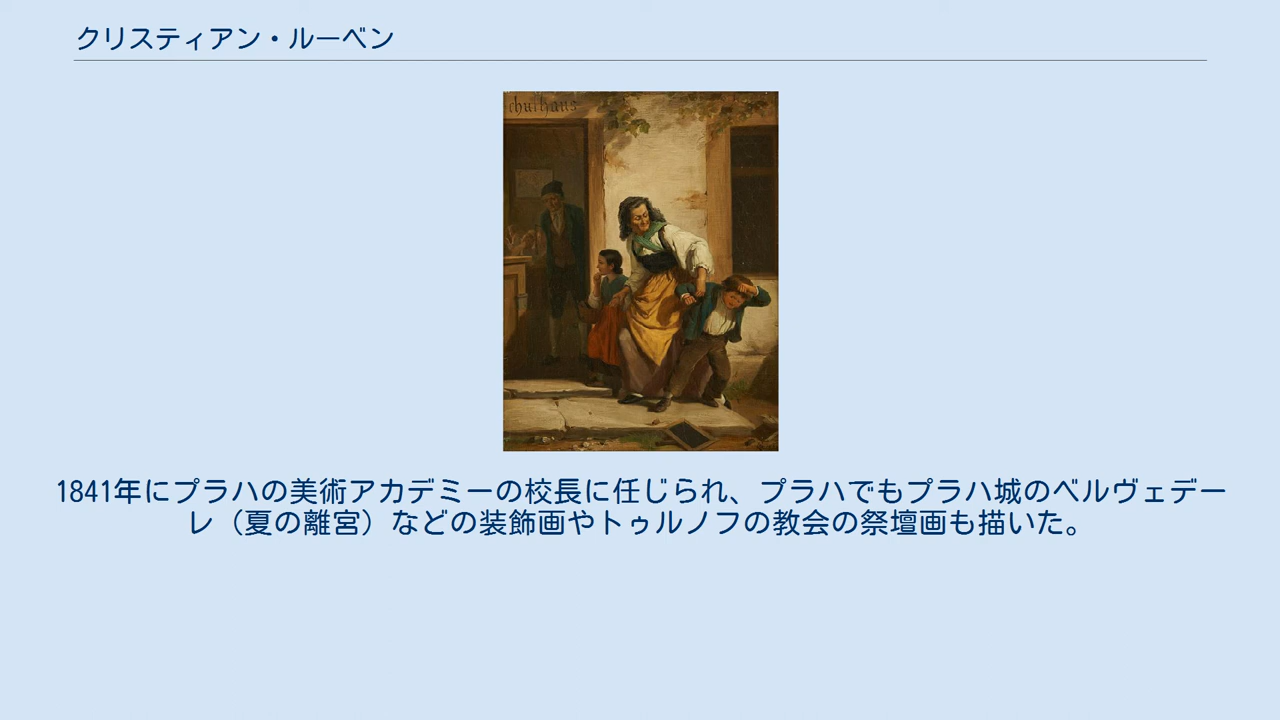 クリスティアン・ルーベン
chulhaus
1841年にプラハの美術アカデミーの校長に任じられ、プラハでもプラハ城のベルヴェデー
レ（夏の離宮）などの装飾画やトゥルノフの教会の祭壇画も描いた。